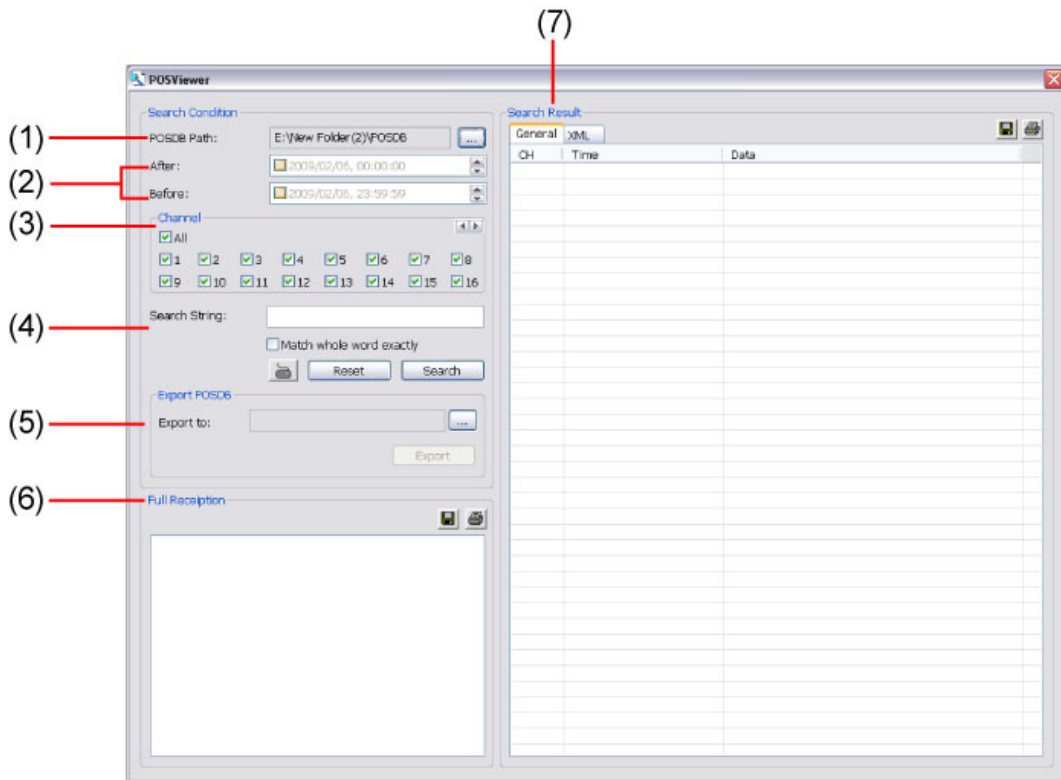 (7)
POSViewer
Search Condition
(1)
POSDB Path:
E:\New Folder(2)\POSDB
...
(2)
After:
2009/02/06, 00:00:00
Before:
2009/02/06, 23:59:59
(3)
Channel
All
1 2 3 4 5 6 7 8
9 10 11 12 13 14 15 16
(4)
Search String:
Match whole word exactly
Reset Search
Export POSDB
(5)
Export to:
...
Export
(6)
Full Receiption
Search Result
General XML
CH Time Data